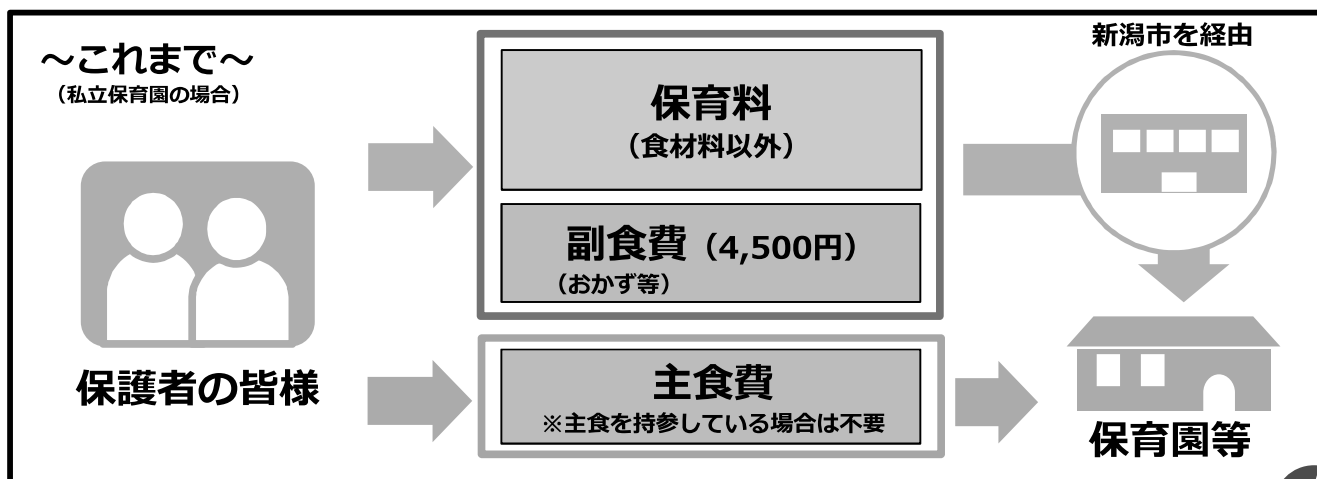 ～これまで～
（私立保育園の場合）
保護者の皆様
保育料
（食材料以外）
副食費（4,500円）
（おかず等）
主食費
※主食を持参している場合は不要
新潟市を経由
保育園等